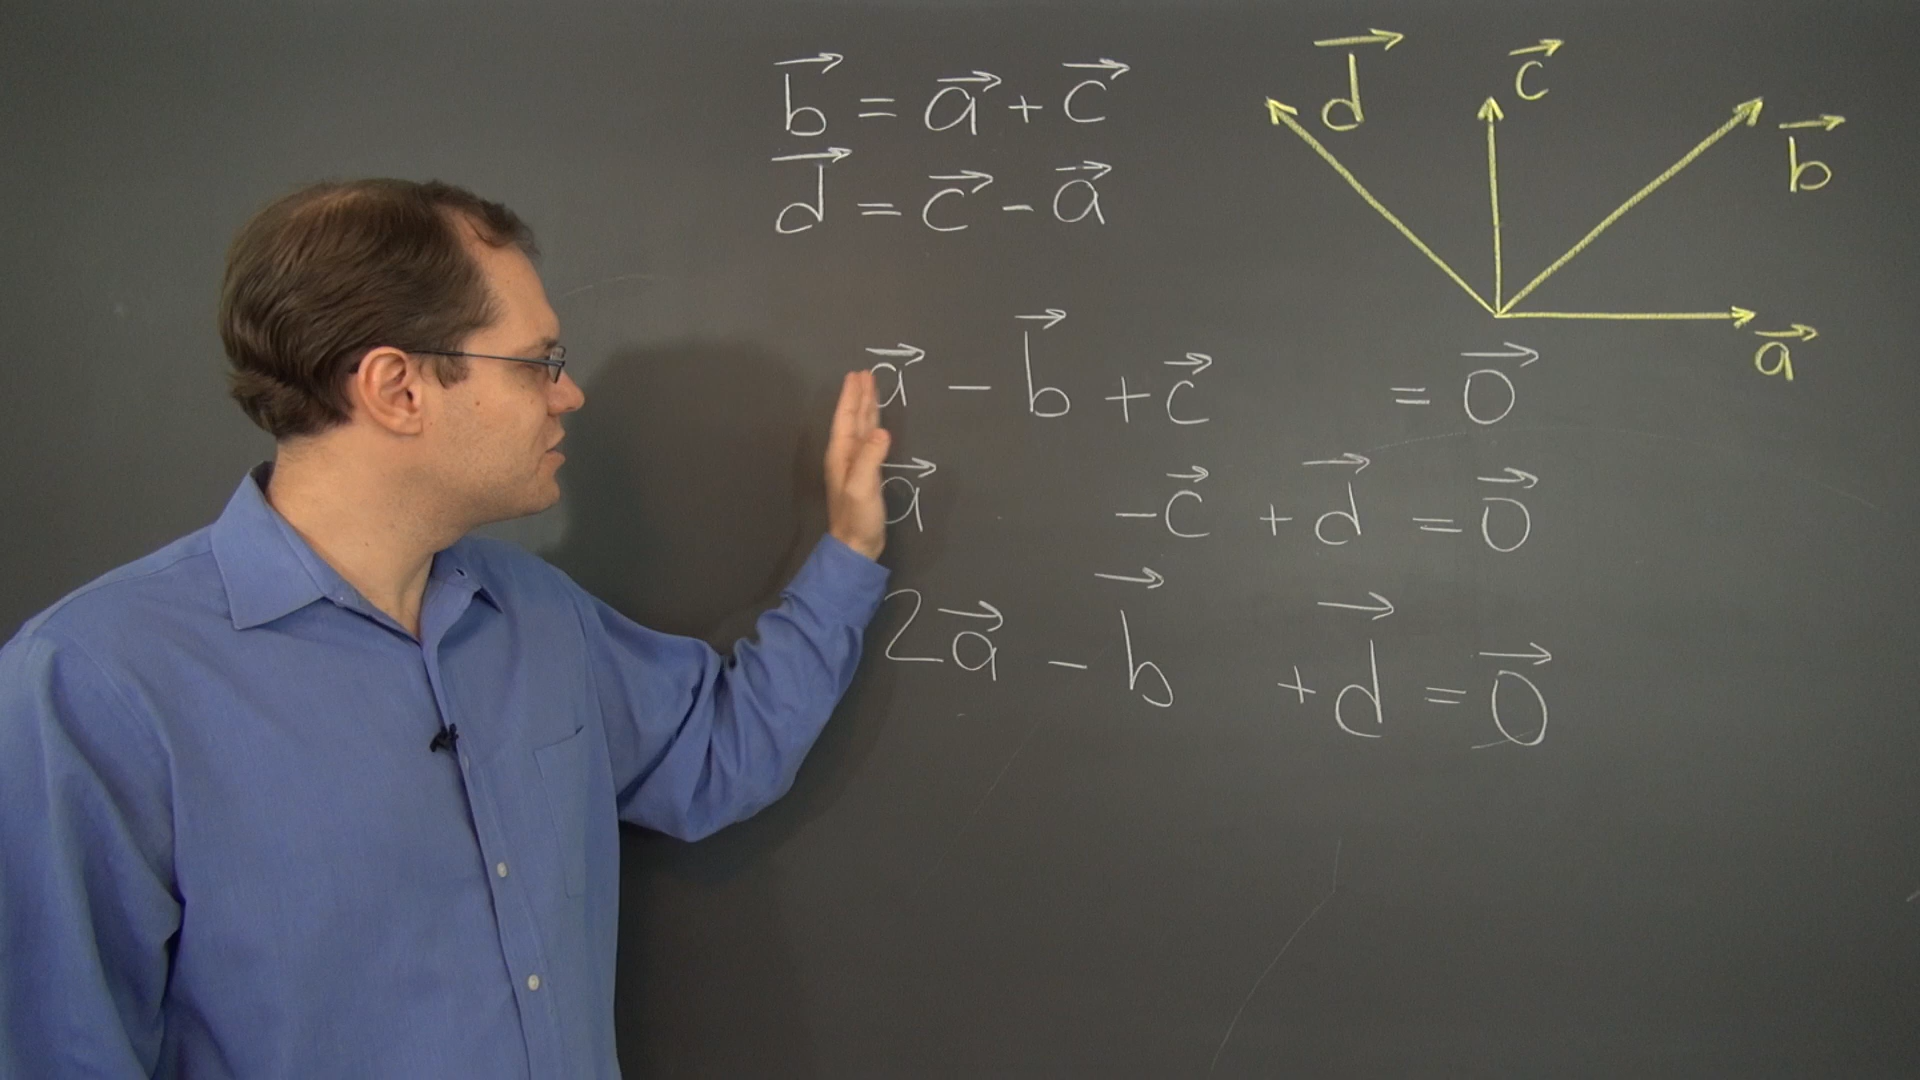 b⃗ = a⃗ + c⃗
d⃗ = c⃗ - a⃗
d⃗
c⃗
b⃗
a⃗
a⃗ - b⃗ + c⃗ = 0⃗
a⃗ - c⃗ + d⃗ = 0⃗
2a⃗ - b⃗ + d⃗ = 0⃗